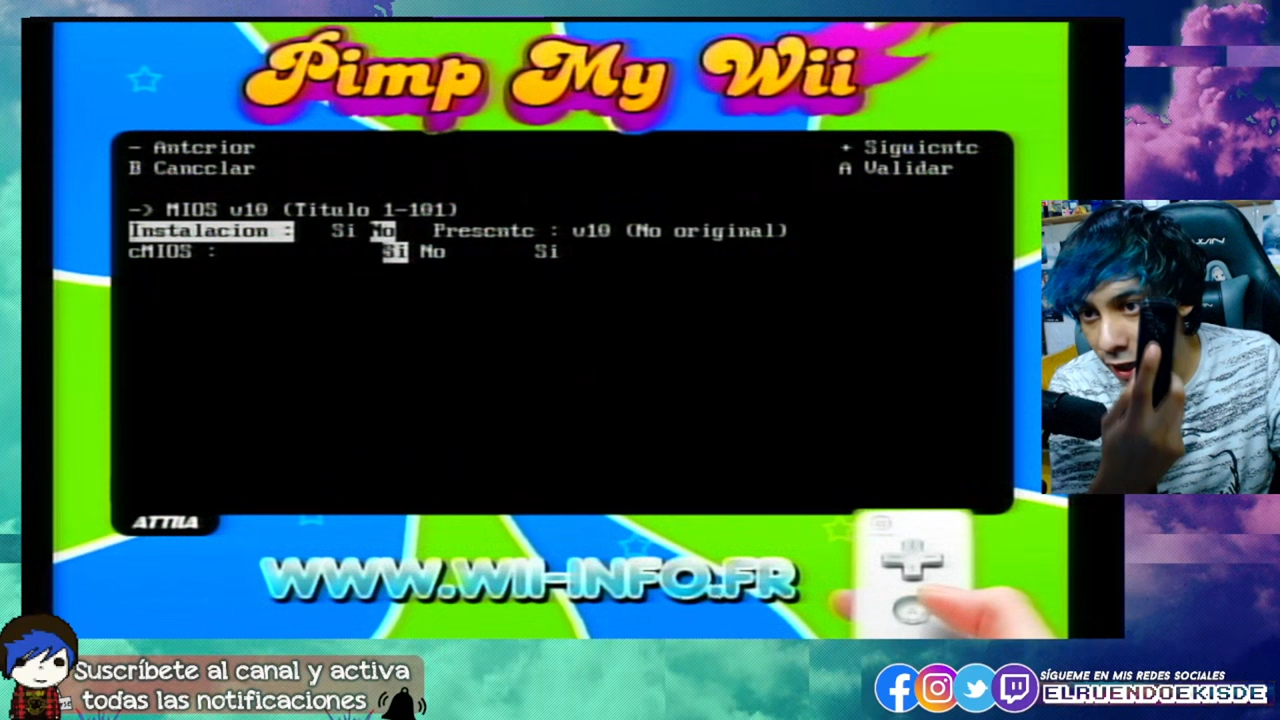 Pimp My Wii
- Anterior + Siguiente
B Cancelar A Validar
-> MIOS v10 (Titulo 1-101)
Instalacion : Si No Presente : v10 (No original)
cMIOS : Si No Si
ATTILA
WWW.WII-INFO.FR
Suscríbete al canal y activa
todas las notificaciones
SÍGUEME EN MIS REDES SOCIALES
ELRUENDOEKISDE